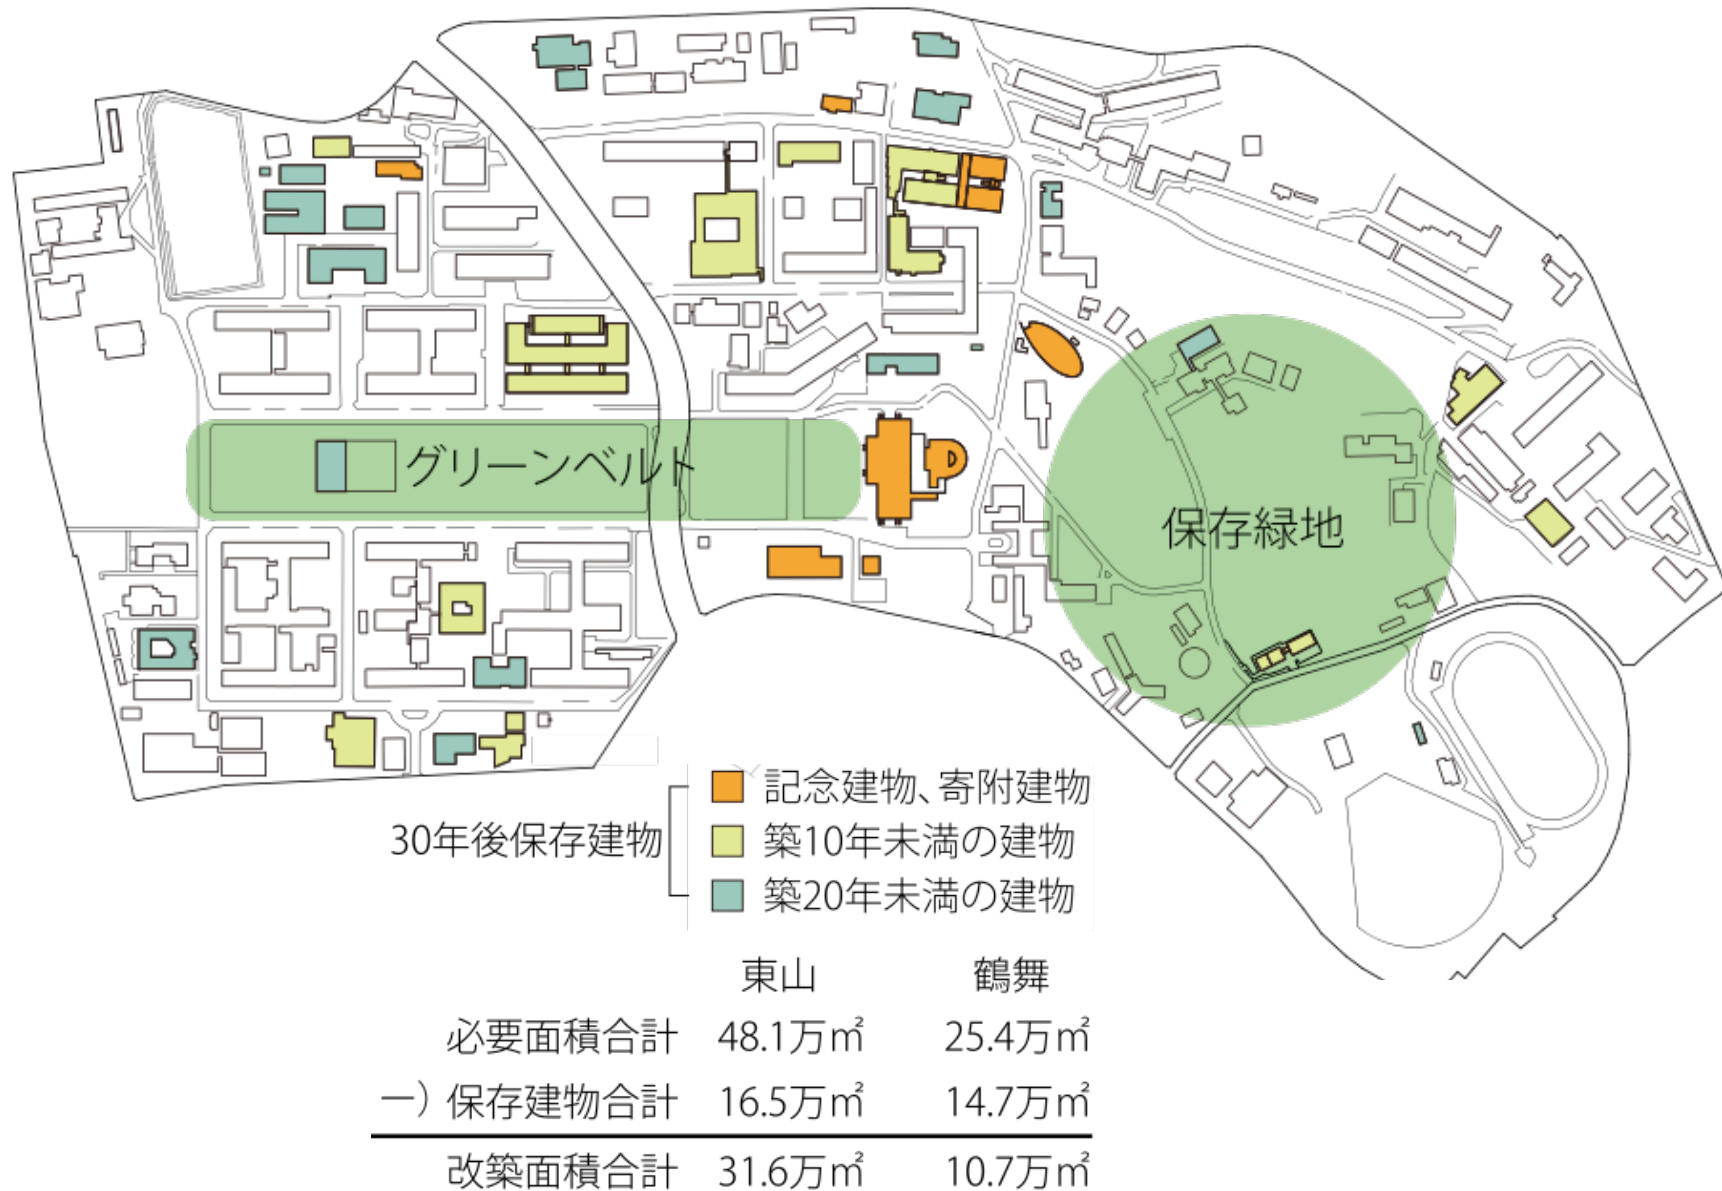 グリーンベルト
保存緑地
30年後保存建物
記念建物、寄附建物
築10年未満の建物
築20年未満の建物
東山 鶴舞
必要面積合計 48.1万㎡ 25.4万㎡
ー）保存建物合計 16.5万㎡ 14.7万㎡
改築面積合計 31.6万㎡ 10.7万㎡